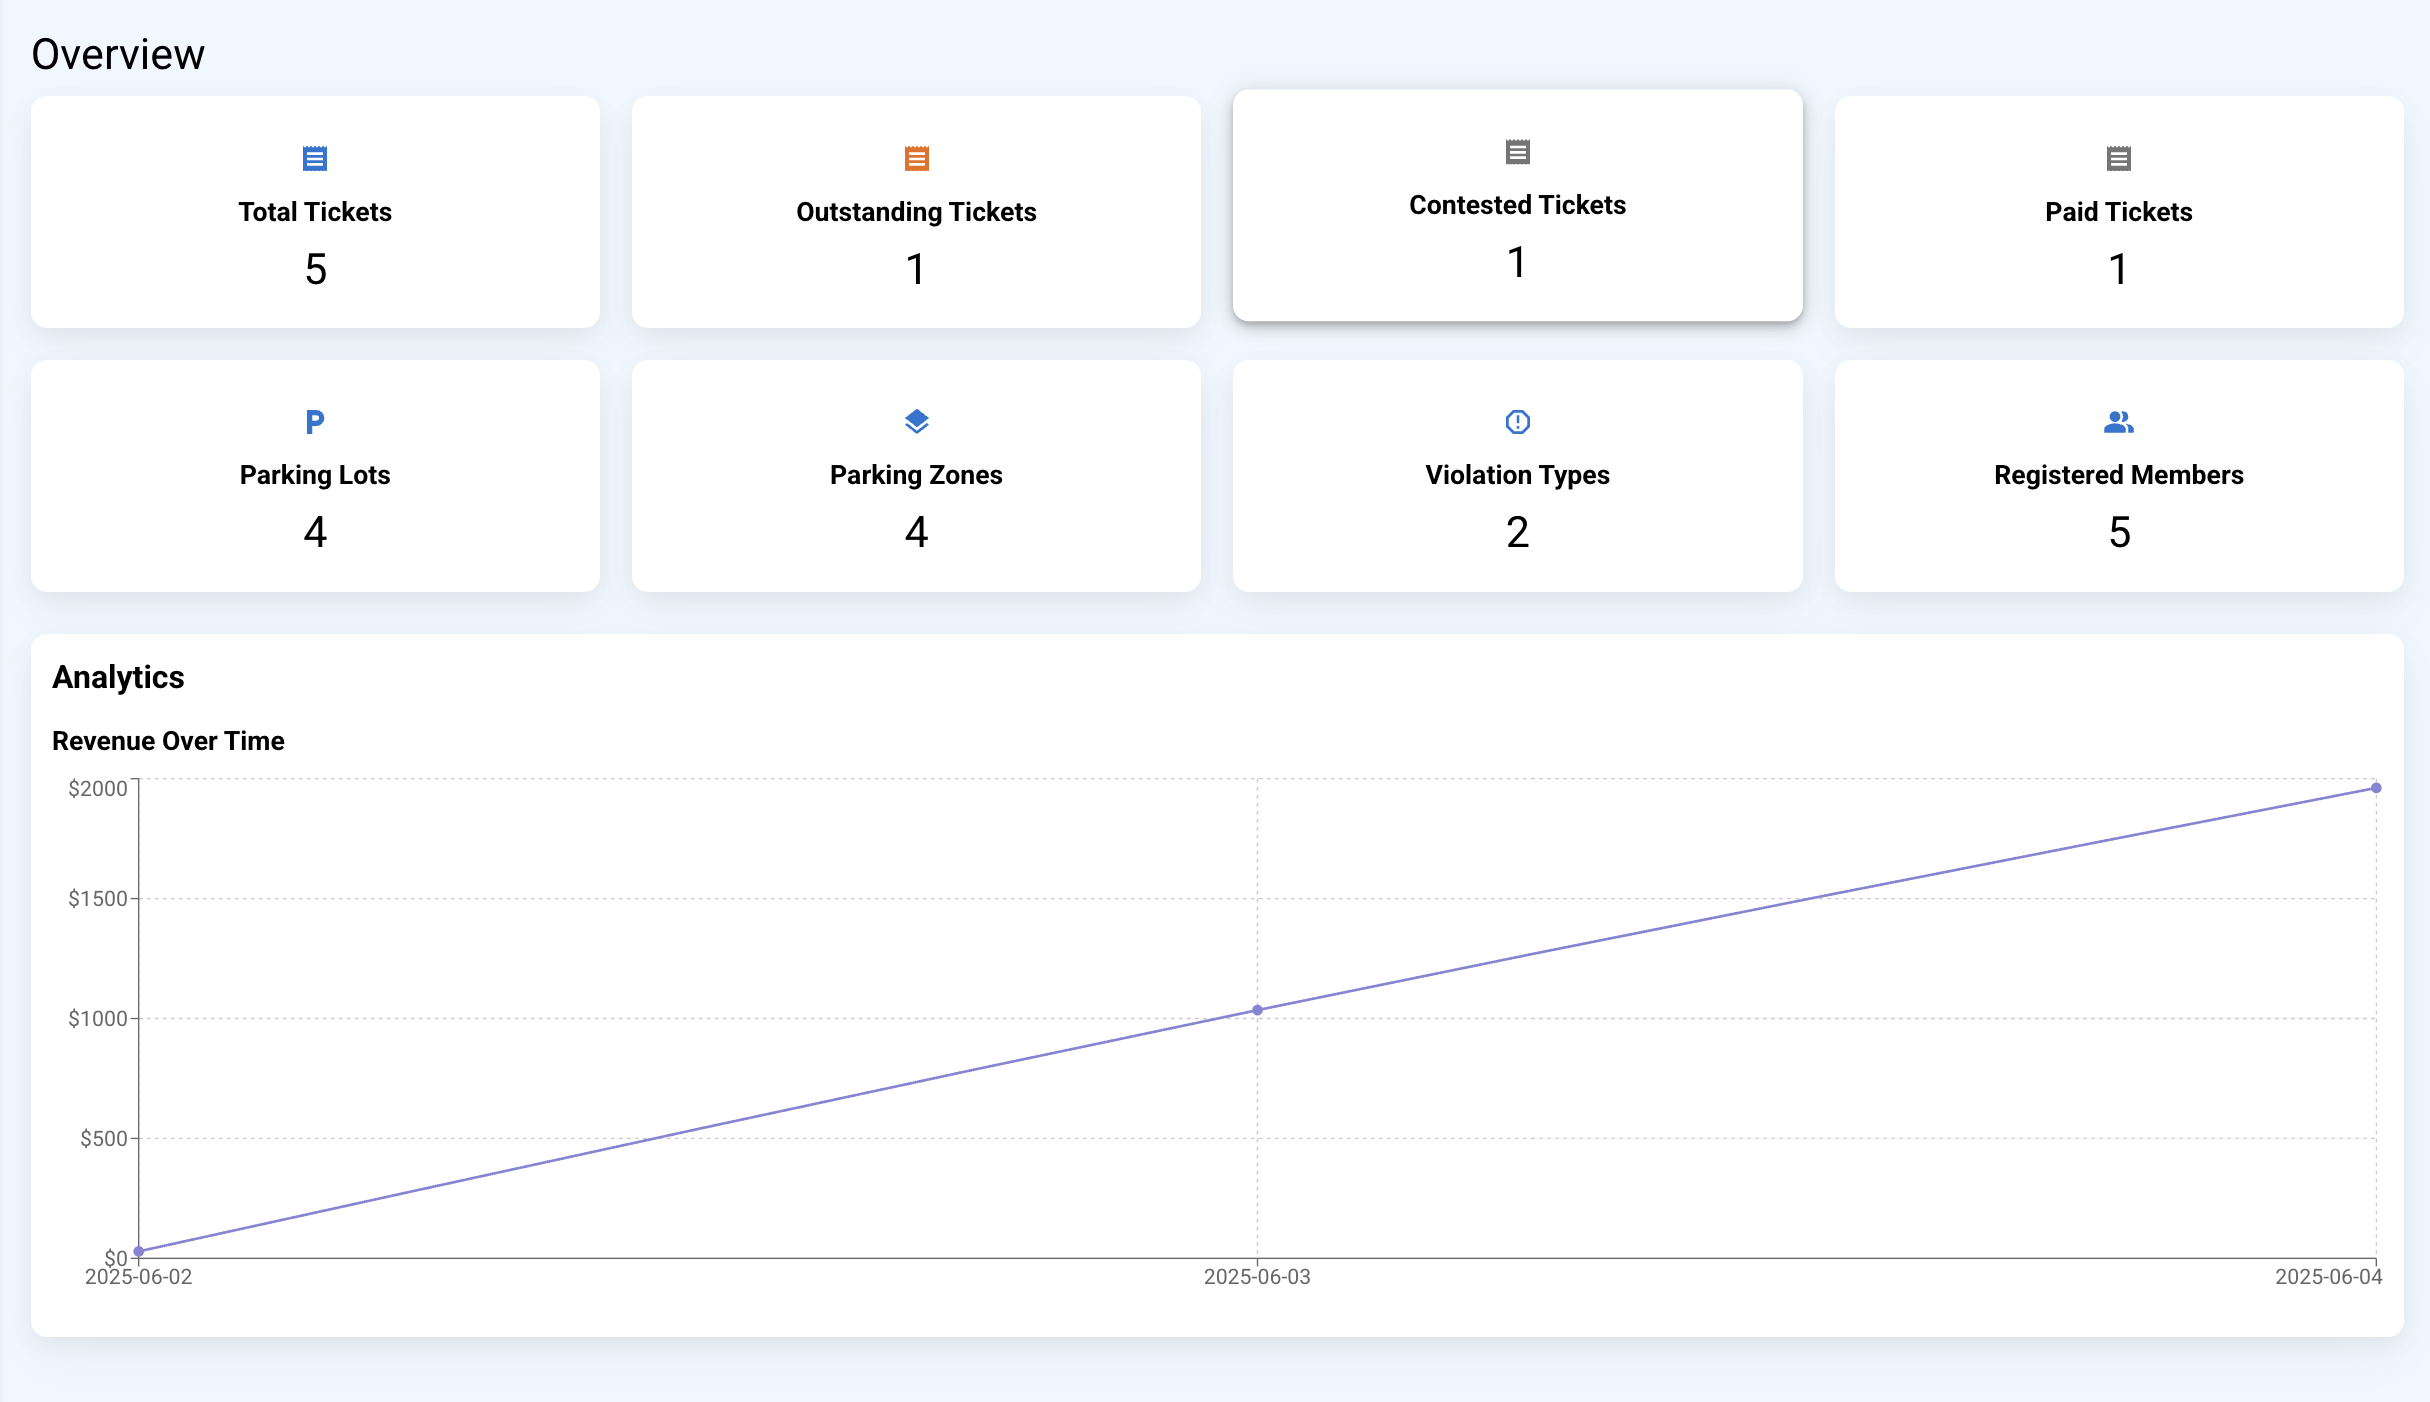 Overview
Total Tickets
5
Outstanding Tickets
1
Contested Tickets
1
Paid Tickets
1
P
Parking Lots
4
Parking Zones
4
Violation Types
2
Registered Members
5
Analytics
Revenue Over Time
$2000
$1500
$1000
$500
$0
2025-06-02
2025-06-03
2025-06-04